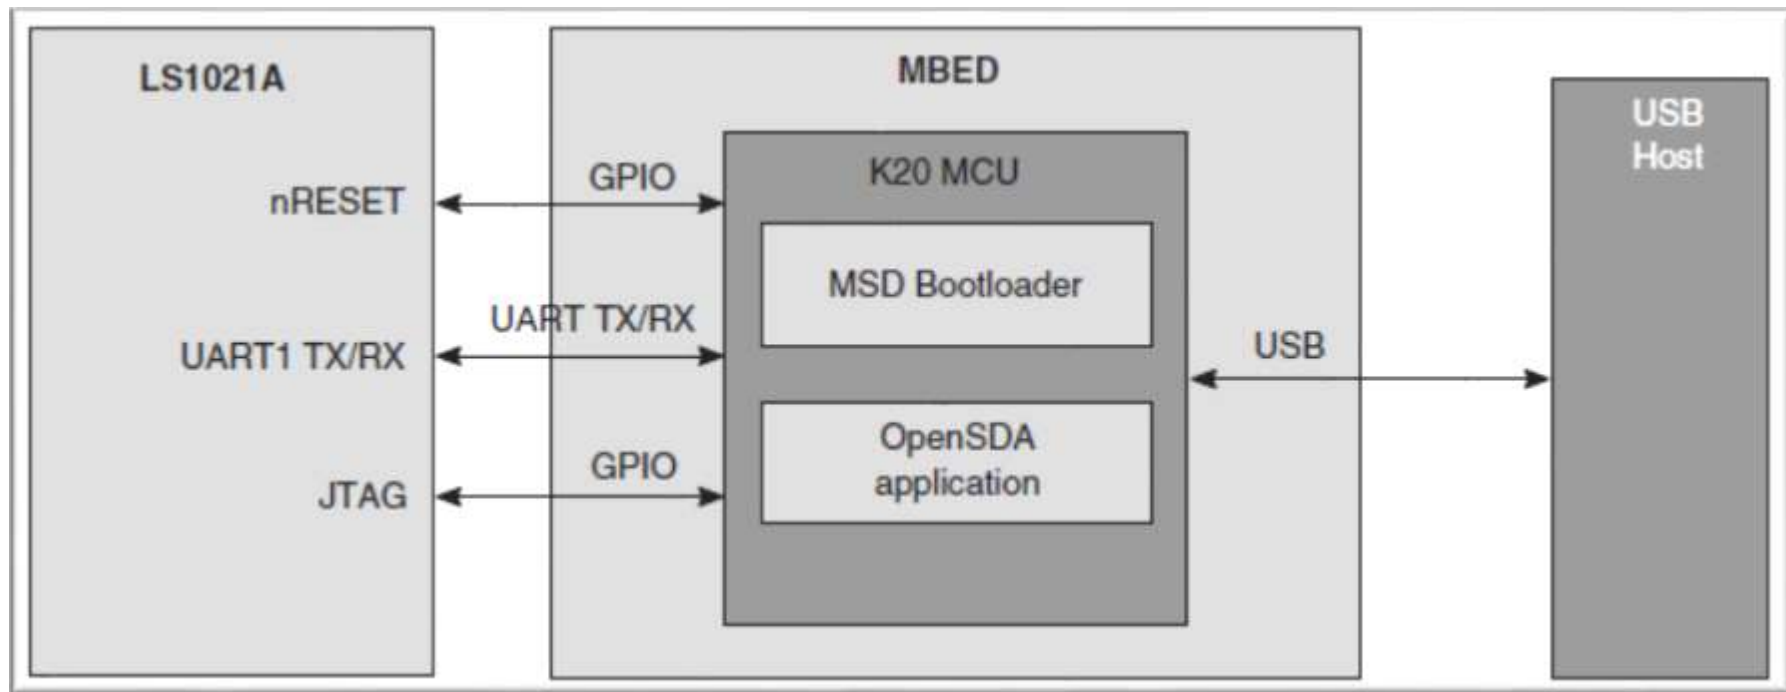 LS1021A
nRESET
UART1 TX/RX
JTAG
MBED
GPIO
UART TX/RX
GPIO
K20 MCU
MSD Bootloader
OpenSDA
application
USB
USB
Host